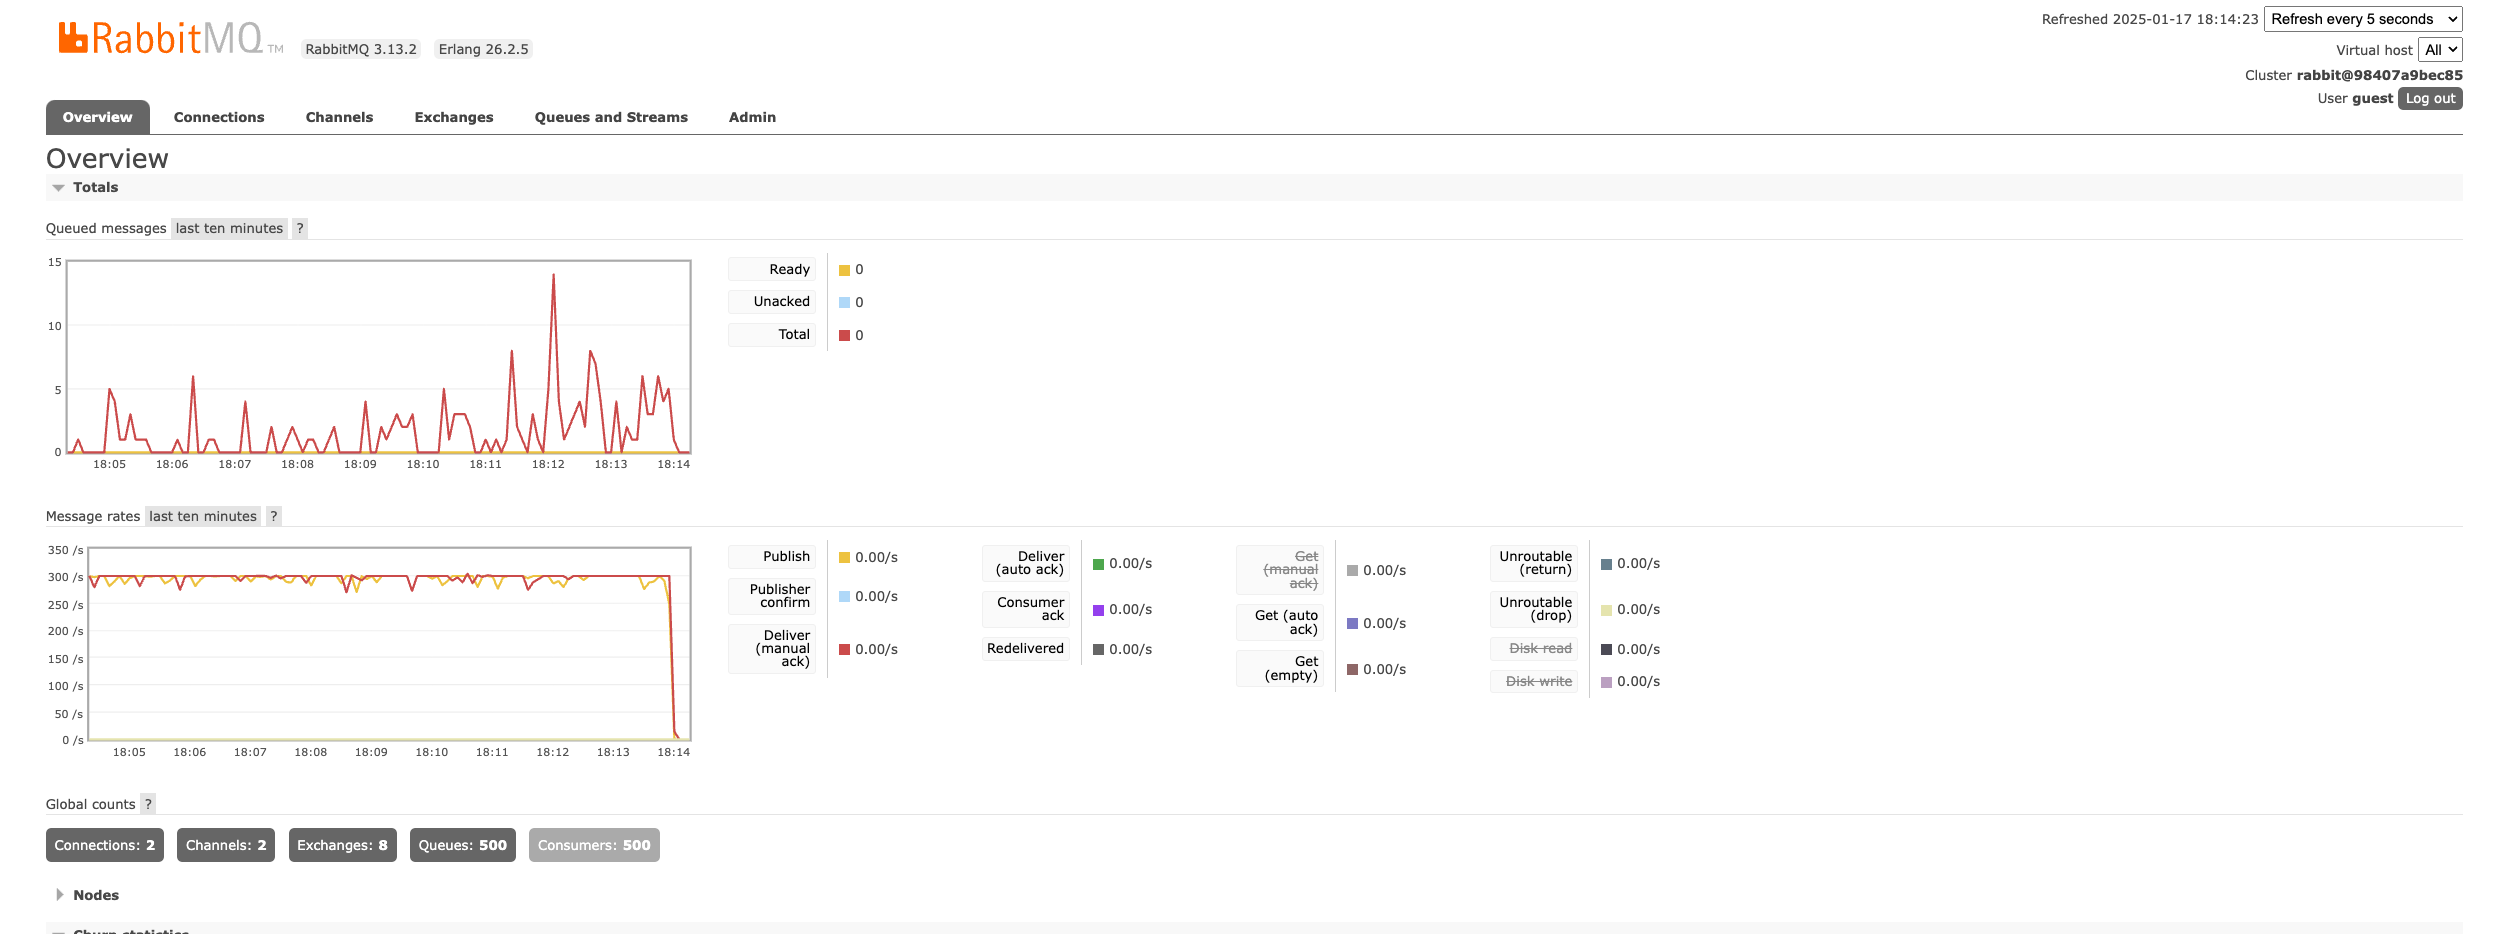 RabbitMQ TM RabbitMQ 3.13.2 Erlang 26.2.5
Refreshed 2025-01-17 18:14:23 Refresh every 5 seconds
Virtual host All
Cluster rabbit@98407a9bec85
User guest Log out
Overview Connections Channels Exchanges Queues and Streams Admin
Overview
Totals
Queued messages last ten minutes ?
15
10
5
0
18:05 18:06 18:07 18:08 18:09 18:10 18:11 18:12 18:13 18:14
Ready 0
Unacked 0
Total 0
Message rates last ten minutes ?
350 /s
300 /s
250 /s
200 /s
150 /s
100 /s
50 /s
0 /s
18:05 18:06 18:07 18:08 18:09 18:10 18:11 18:12 18:13 18:14
Publish 0.00/s
Publisher
confirm 0.00/s
Deliver
(manual
ack) 0.00/s
Deliver
(auto ack) 0.00/s
Consumer
ack 0.00/s
Redelivered 0.00/s
Get
(manual
ack) 0.00/s
Get (auto
ack) 0.00/s
Get
(empty) 0.00/s
Unroutable
(return) 0.00/s
Unroutable
(drop) 0.00/s
Disk read 0.00/s
Disk write 0.00/s
Global counts ?
Connections: 2 Channels: 2 Exchanges: 8 Queues: 500 Consumers: 500
Nodes
Churn statistics